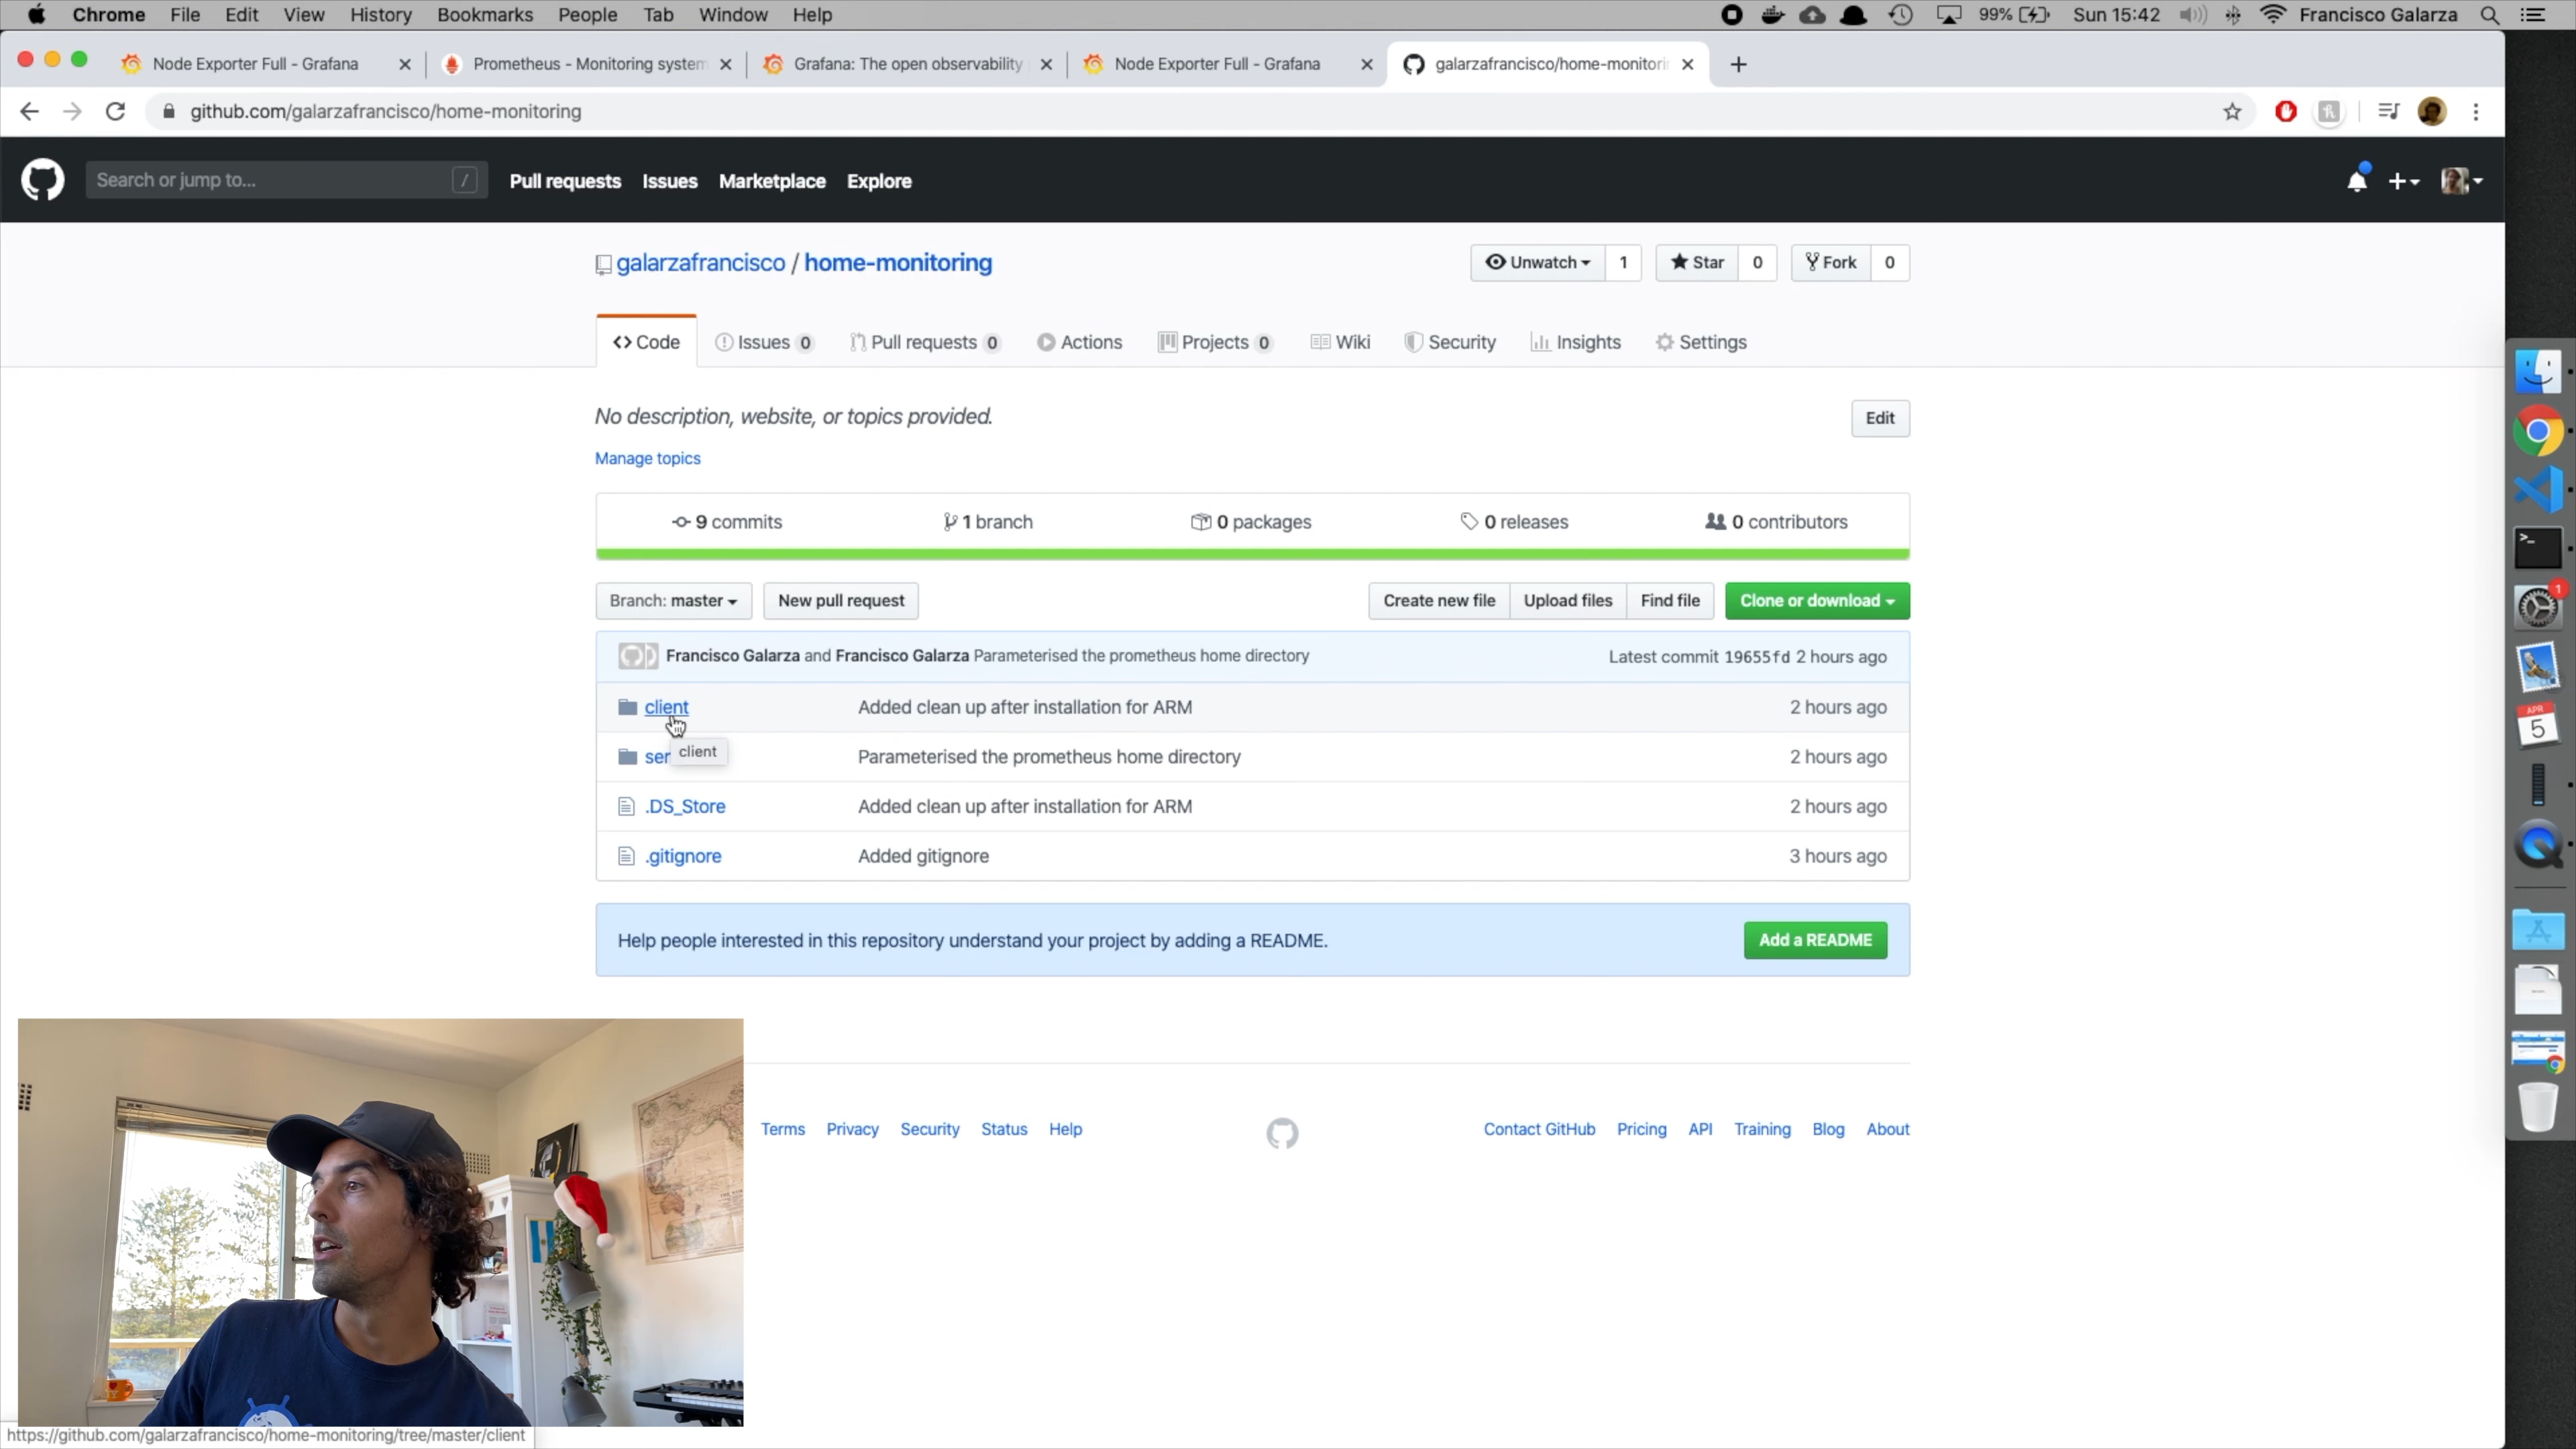 Chrome File Edit View History Bookmarks People Tab Window Help 99% Sun 15:42 Francisco Galarza
Node Exporter Full - Grafana Prometheus - Monitoring system Grafana: The open observability Node Exporter Full - Grafana galarzafrancisco/home-monitorin
github.com/galarzafrancisco/home-monitoring
Search or jump to... / Pull requests Issues Marketplace Explore
galarzafrancisco / home-monitoring Unwatch 1 Star 0 Fork 0
Code Issues 0 Pull requests 0 Actions Projects 0 Wiki Security Insights Settings
No description, website, or topics provided. Edit
Manage topics
9 commits 1 branch 0 packages 0 releases 0 contributors
Branch: master New pull request Create new file Upload files Find file Clone or download
Francisco Galarza and Francisco Galarza Parameterised the prometheus home directory Latest commit 19655fd 2 hours ago
client Added clean up after installation for ARM 2 hours ago
client
ser Parameterised the prometheus home directory 2 hours ago
.DS_Store Added clean up after installation for ARM 2 hours ago
.gitignore Added gitignore 3 hours ago
Help people interested in this repository understand your project by adding a README. Add a README
Terms Privacy Security Status Help Contact GitHub Pricing API Training Blog About
1
APR
5
https://github.com/galarzafrancisco/home-monitoring/tree/master/client